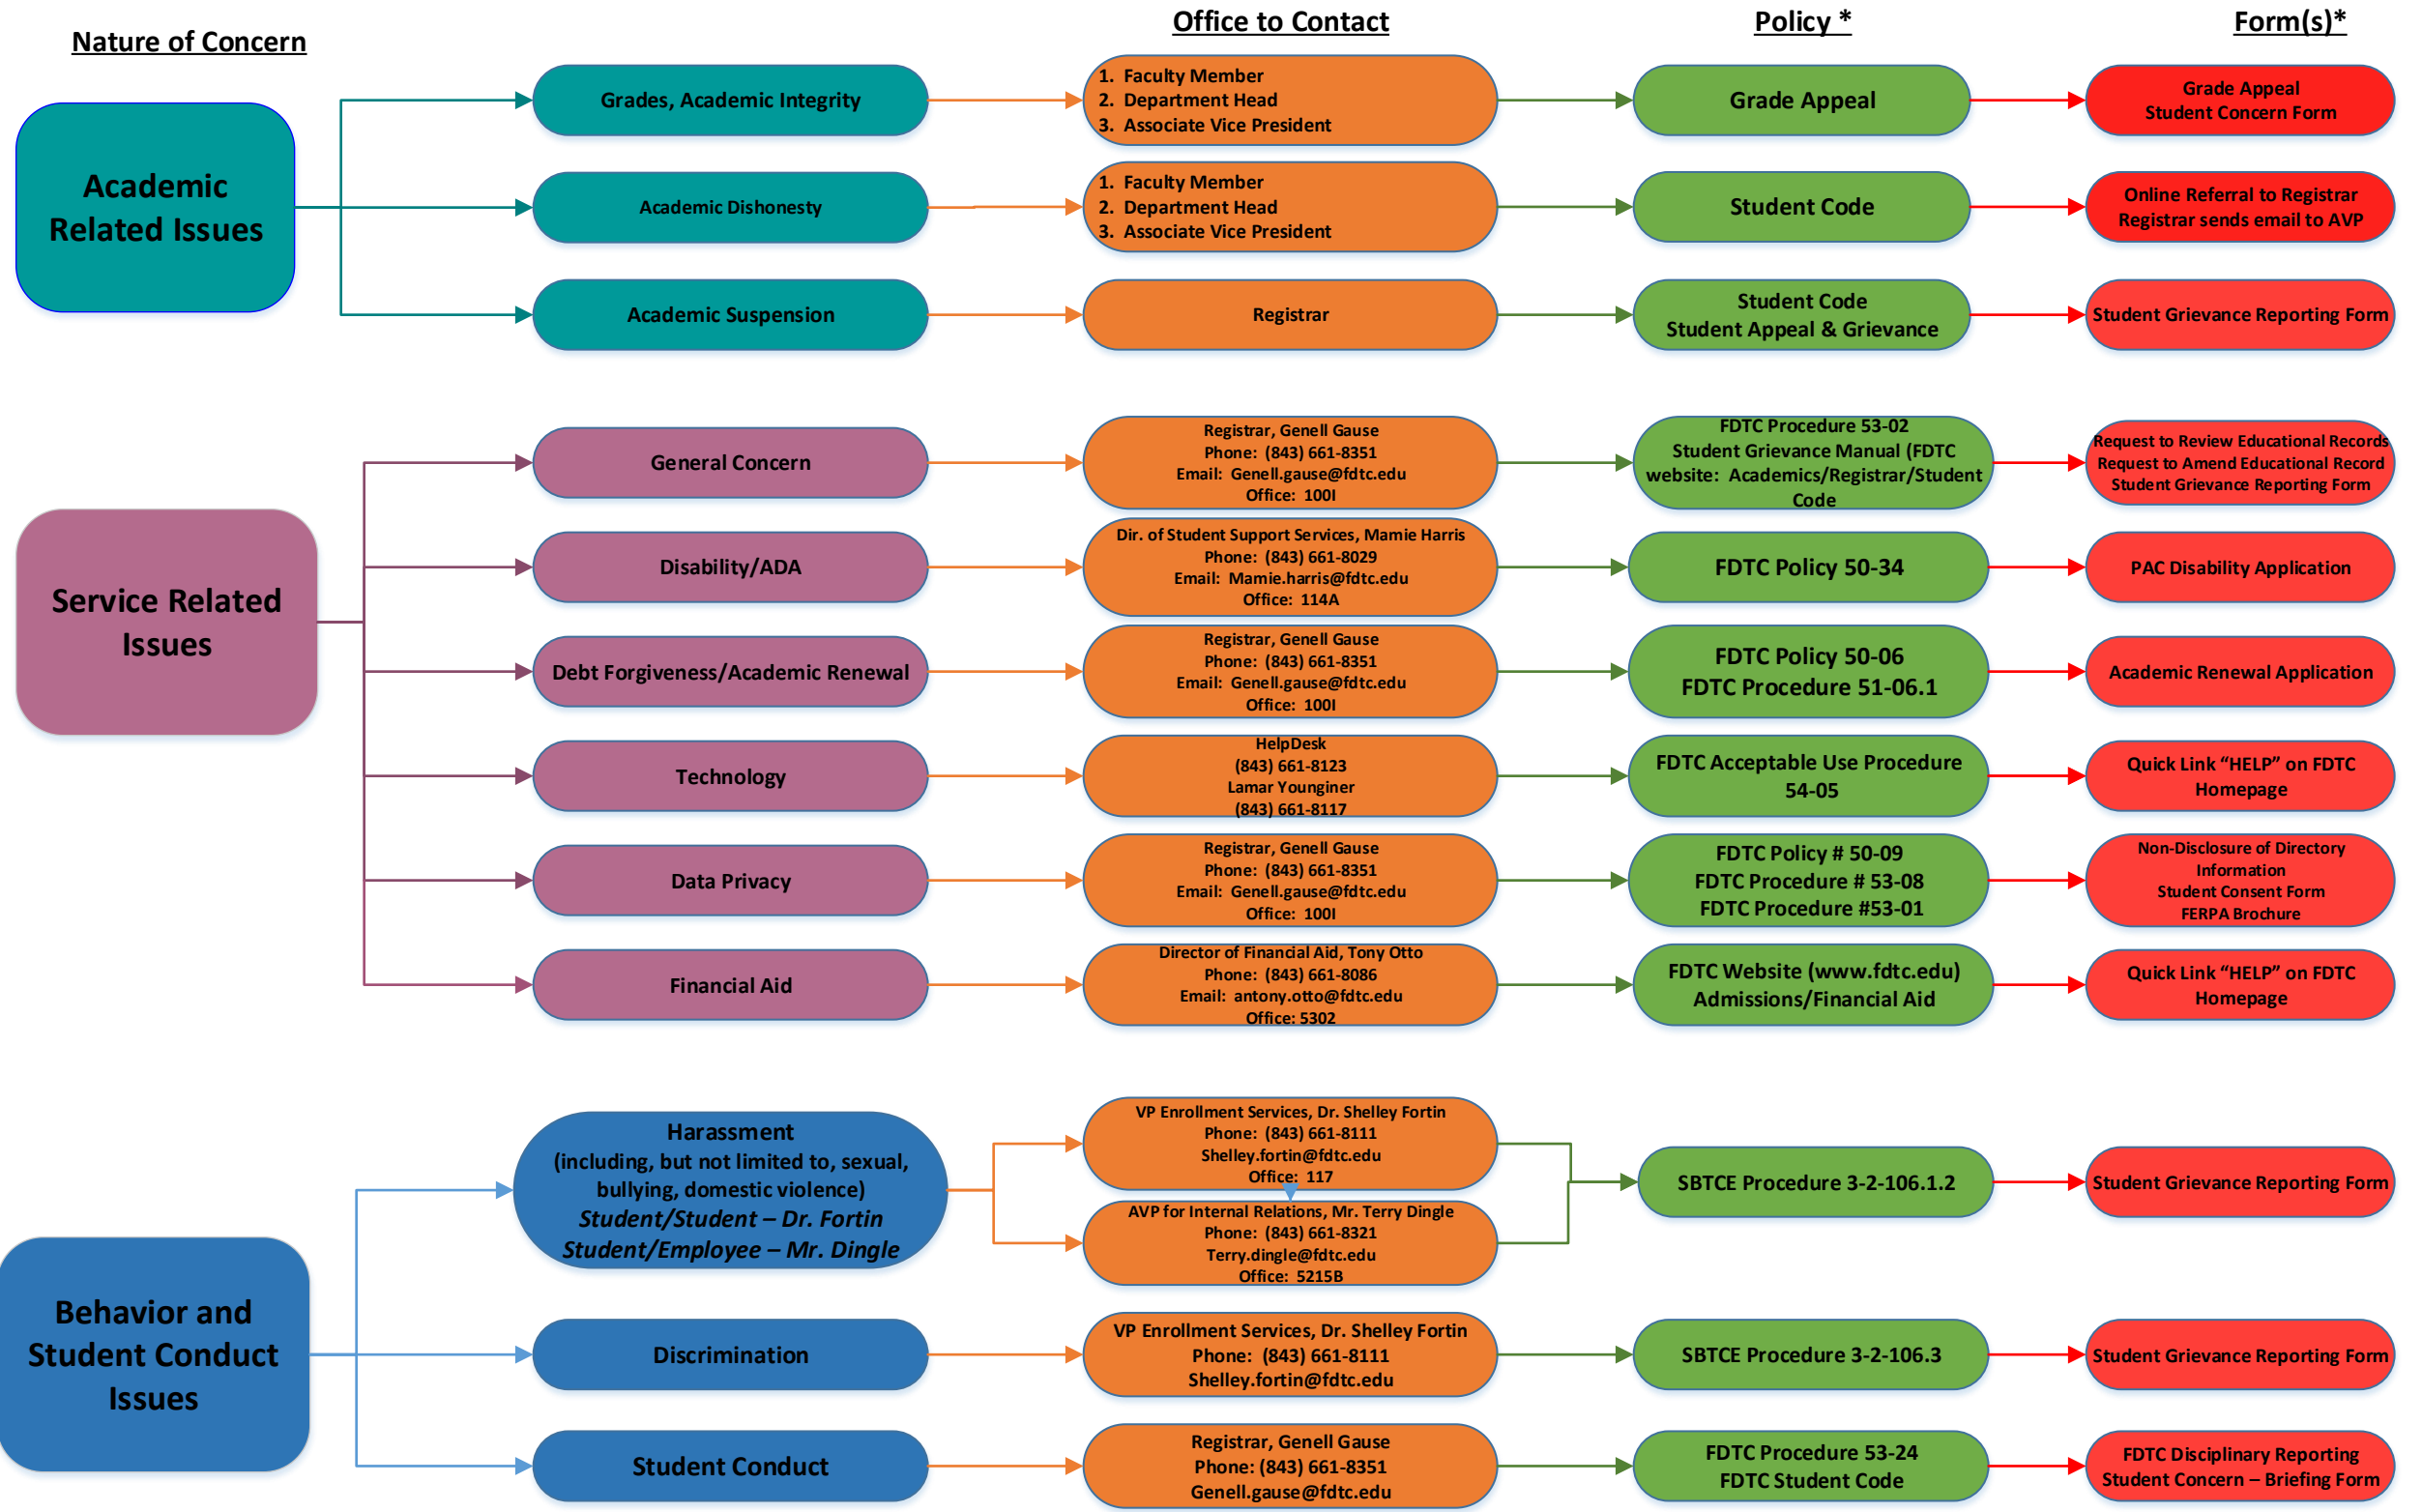 Nature of Concern
Office to Contact
Policy *
Form(s)*
Academic
Related Issues
Grades, Academic Integrity
1. Faculty Member
2. Department Head
3. Associate Vice President
Grade Appeal
Grade Appeal
Student Concern Form
Academic Dishonesty
1. Faculty Member
2. Department Head
3. Associate Vice President
Student Code
Online Referral to Registrar
Registrar sends email to AVP
Academic Suspension
Registrar
Student Code
Student Appeal & Grievance
Student Grievance Reporting Form
Service Related
Issues
General Concern
Registrar, Genell Gause
Phone: (843) 661-8351
Email: Genell.gause@fdtc.edu
Office: 100I
FDTC Procedure 53-02
Student Grievance Manual (FDTC
website: Academics/Registrar/Student
Code
Request to Review Educational Records
Request to Amend Educational Record
Student Grievance Reporting Form
Disability/ADA
Dir. of Student Support Services, Mamie Harris
Phone: (843) 661-8029
Email: Mamie.harris@fdtc.edu
Office: 114A
FDTC Policy 50-34
PAC Disability Application
Debt Forgiveness/Academic Renewal
Registrar, Genell Gause
Phone: (843) 661-8351
Email: Genell.gause@fdtc.edu
Office: 100I
FDTC Policy 50-06
FDTC Procedure 51-06.1
Academic Renewal Application
Technology
HelpDesk
(843) 661-8123
Lamar Younginer
(843) 661-8117
FDTC Acceptable Use Procedure
54-05
Quick Link “HELP” on FDTC
Homepage
Data Privacy
Registrar, Genell Gause
Phone: (843) 661-8351
Email: Genell.gause@fdtc.edu
Office: 100I
FDTC Policy # 50-09
FDTC Procedure # 53-08
FDTC Procedure #53-01
Non-Disclosure of Directory
Information
Student Consent Form
FERPA Brochure
Financial Aid
Director of Financial Aid, Tony Otto
Phone: (843) 661-8086
Email: antony.otto@fdtc.edu
Office: 5302
FDTC Website (www.fdtc.edu)
Admissions/Financial Aid
Quick Link “HELP” on FDTC
Homepage
Behavior and
Student Conduct
Issues
Harassment
(including, but not limited to, sexual,
bullying, domestic violence)
Student/Student – Dr. Fortin
Student/Employee – Mr. Dingle
VP Enrollment Services, Dr. Shelley Fortin
Phone: (843) 661-8111
Shelley.fortin@fdtc.edu
Office: 117
AVP for Internal Relations, Mr. Terry Dingle
Phone: (843) 661-8321
Terry.dingle@fdtc.edu
Office: 5215B
SBTCE Procedure 3-2-106.1.2
Student Grievance Reporting Form
Discrimination
VP Enrollment Services, Dr. Shelley Fortin
Phone: (843) 661-8111
Shelley.fortin@fdtc.edu
SBTCE Procedure 3-2-106.3
Student Grievance Reporting Form
Student Conduct
Registrar, Genell Gause
Phone: (843) 661-8351
Genell.gause@fdtc.edu
FDTC Procedure 53-24
FDTC Student Code
FDTC Disciplinary Reporting
Student Concern – Briefing Form